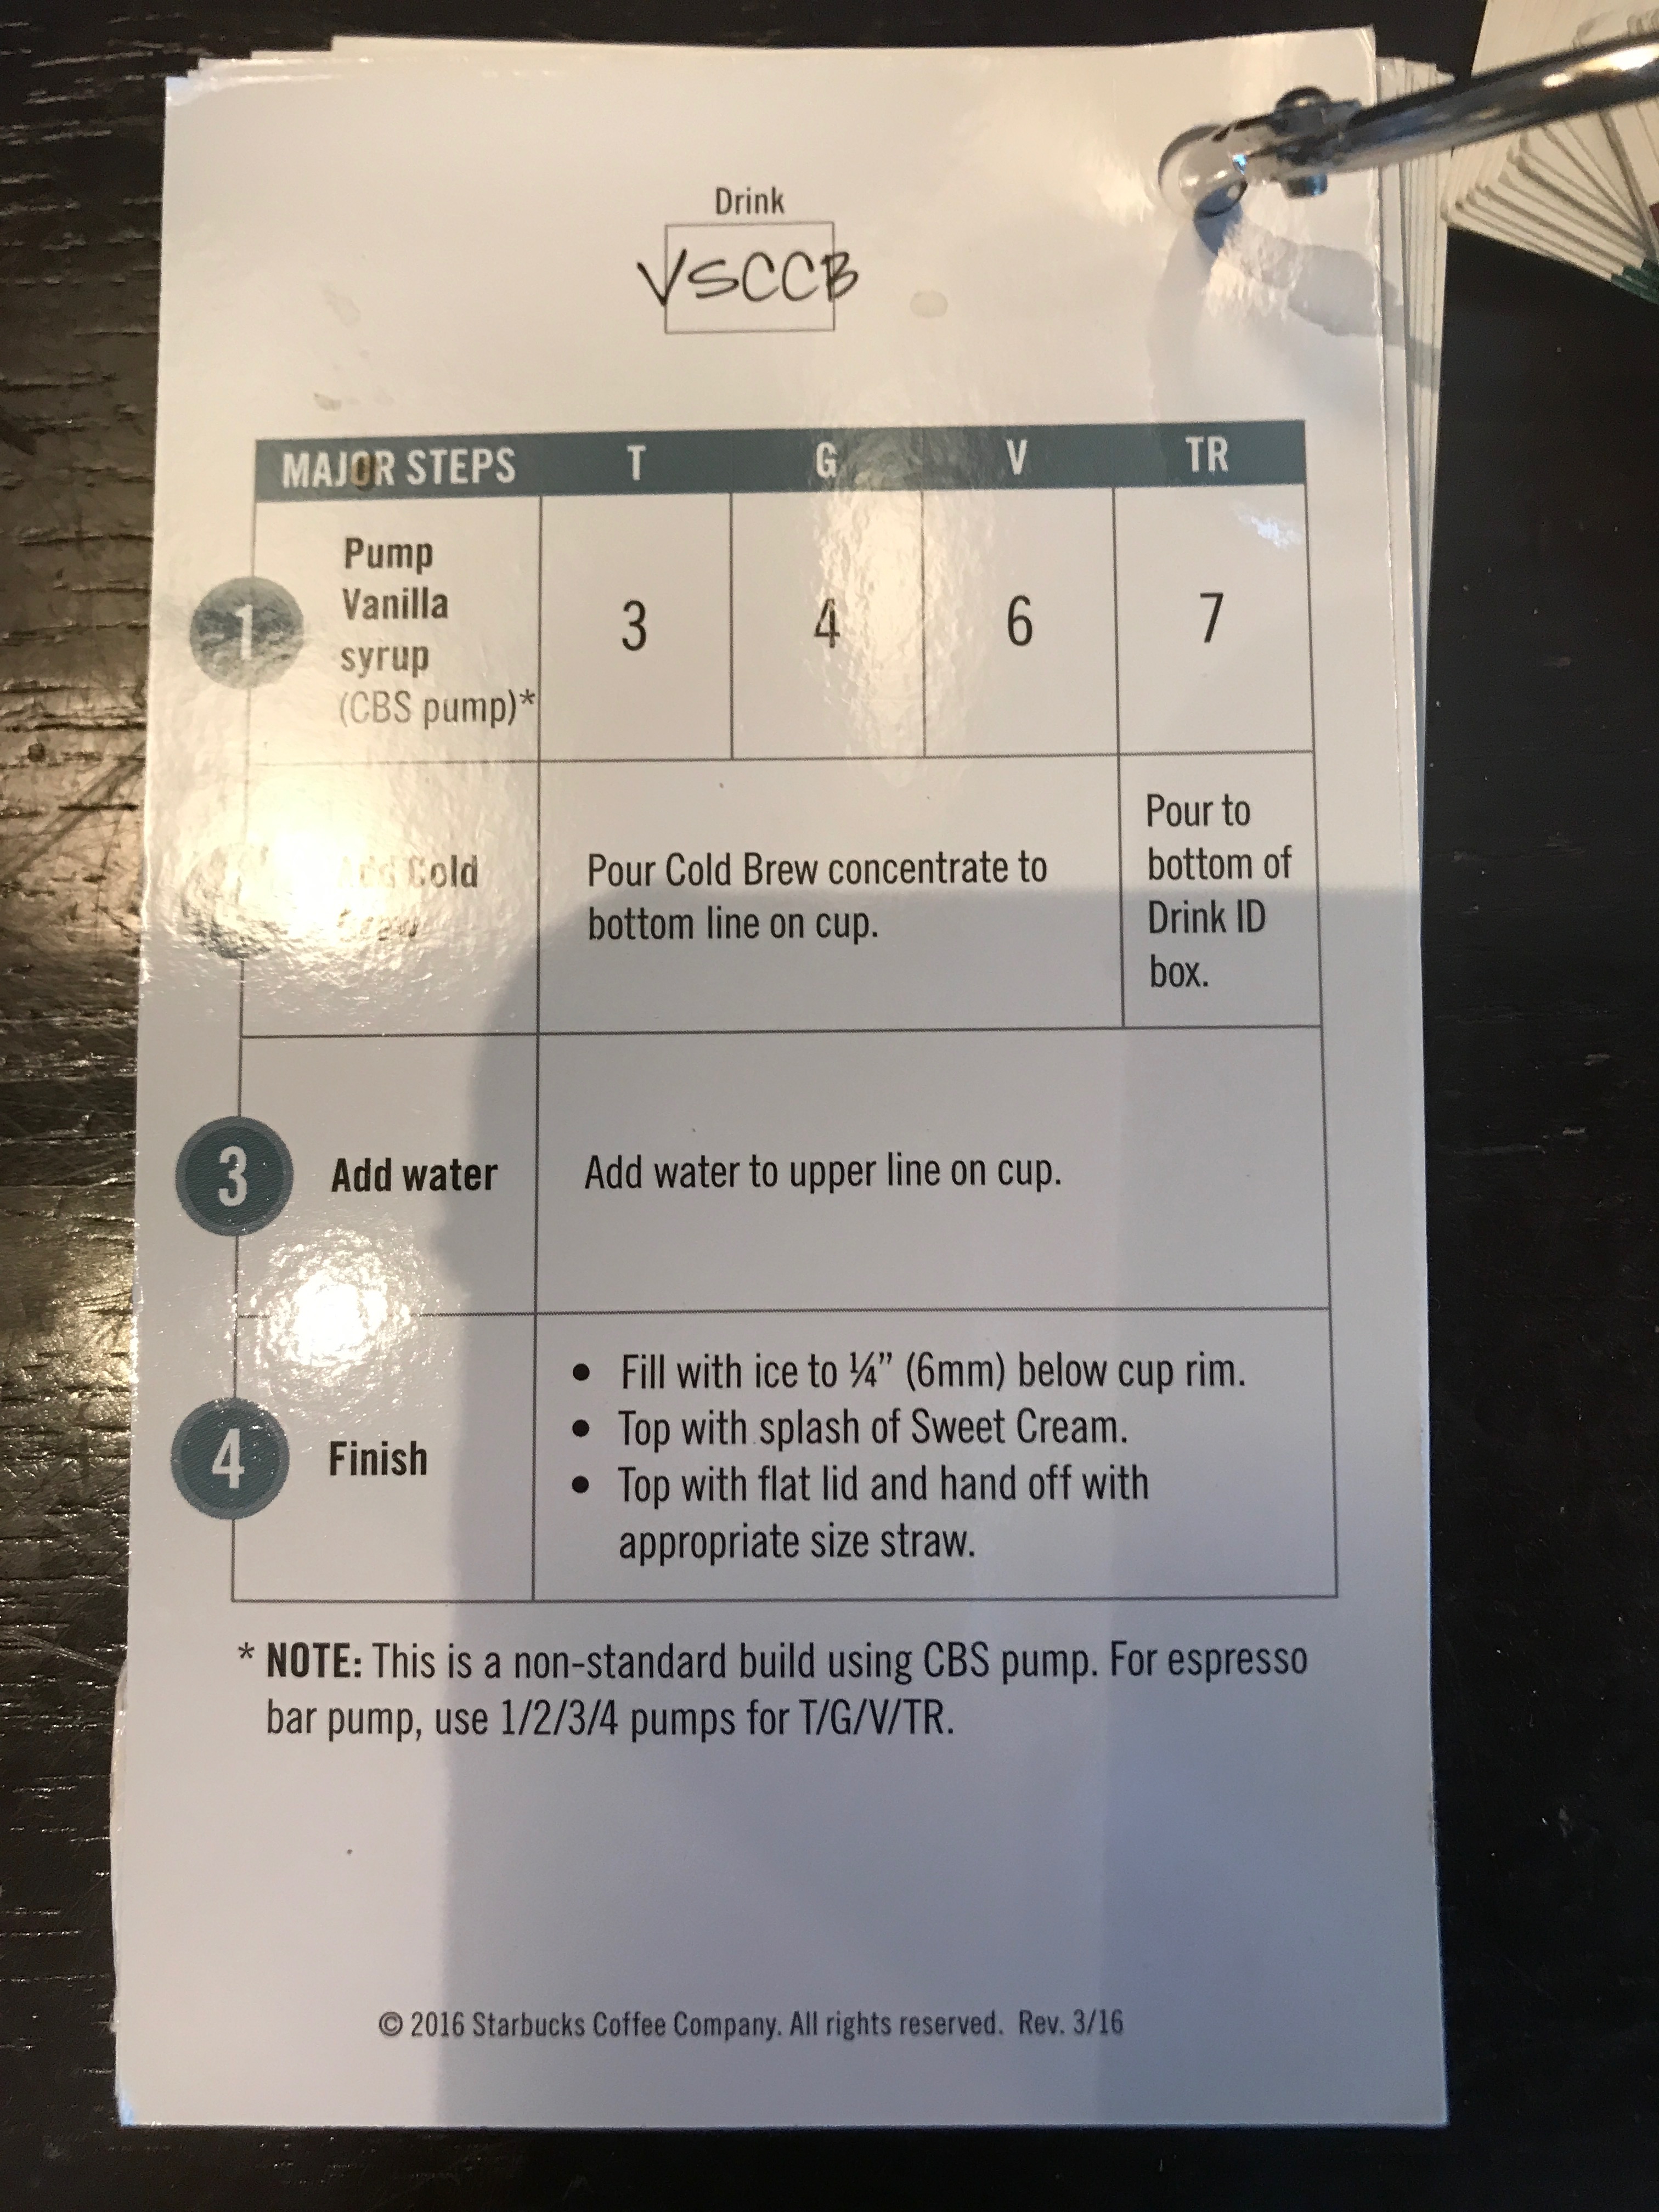 Drink
VSCCB
MAJOR STEPS T G V TR
1 Pump
Vanilla
syrup
(CBS pump)*
3 4 6 7
Add Cold
Brew
Pour Cold Brew concentrate to
bottom line on cup.
Pour to
bottom of
Drink ID
box.
3 Add water
Add water to upper line on cup.
4 Finish
• Fill with ice to ¼” (6mm) below cup rim.
• Top with splash of Sweet Cream.
• Top with flat lid and hand off with
appropriate size straw.
* NOTE: This is a non-standard build using CBS pump. For espresso
bar pump, use 1/2/3/4 pumps for T/G/V/TR.
© 2016 Starbucks Coffee Company. All rights reserved. Rev. 3/16